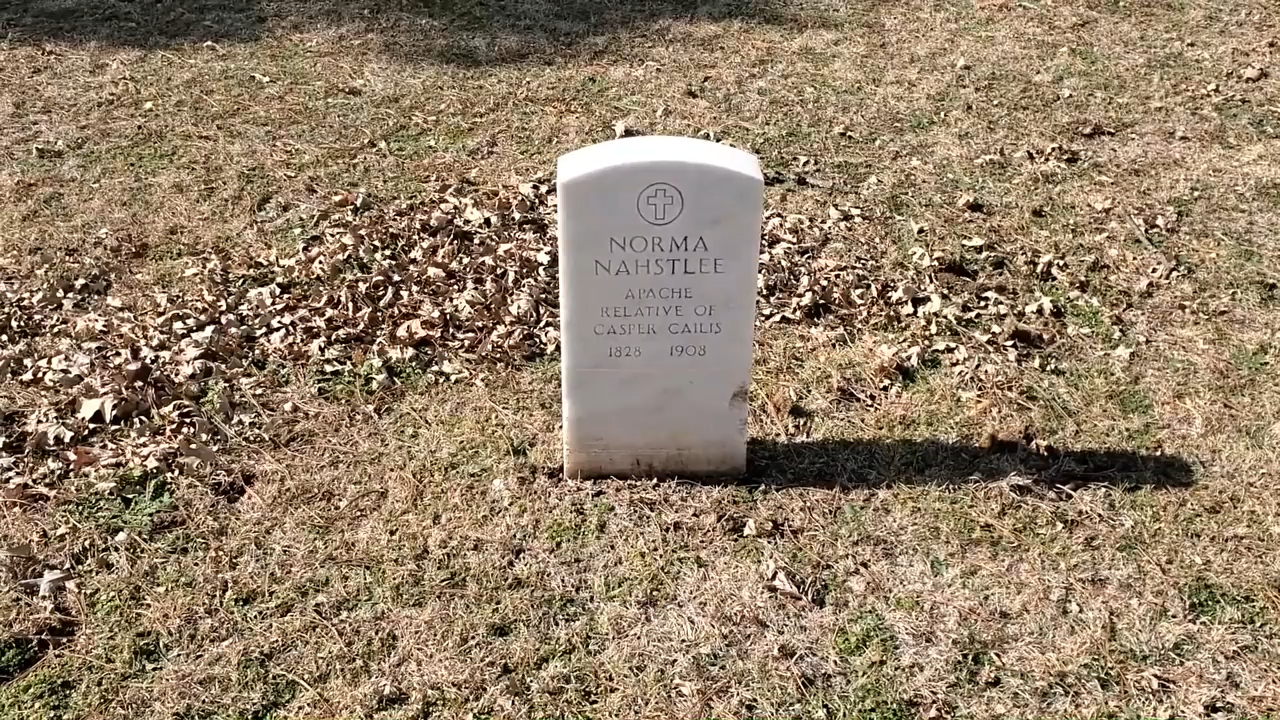 NORMA
NAHSTLEE
APACHE
RELATIVE OF
CASPER CAILIS
1828 1908